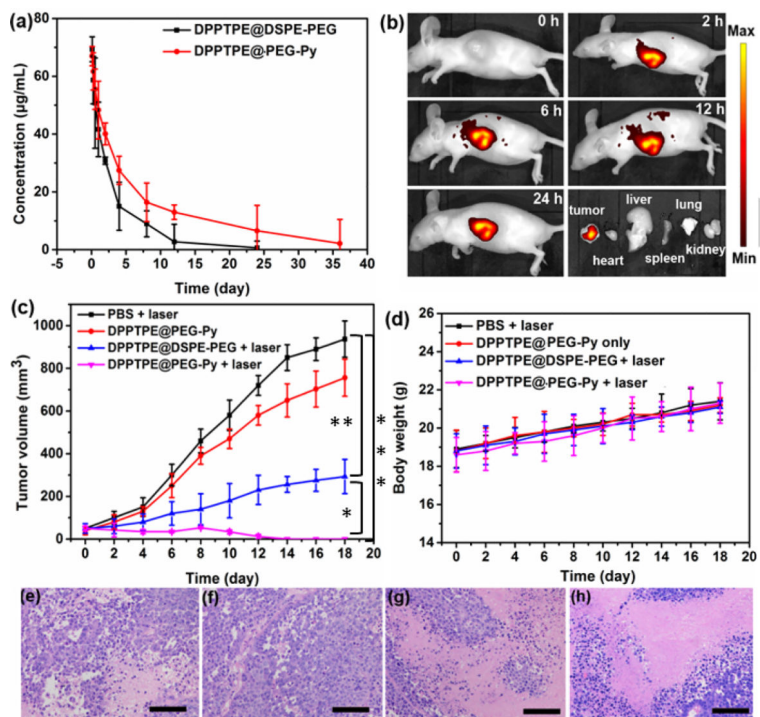 (a)
DPPTPE@DSPE-PEG
DPPTPE@PEG-Py
Concentration (µg/mL)
80
60
40
20
0
-5 0 5 10 15 20 25 30 35 40
Time (day)
(b)
0 h
2 h
6 h
12 h
24 h
tumor
heart
liver
spleen
lung
kidney
Max
Min
(c)
PBS + laser
DPPTPE@PEG-Py
DPPTPE@DSPE-PEG + laser
DPPTPE@PEG-Py + laser
Tumor volume (mm3)
1000
800
600
400
200
0
0 2 4 6 8 10 12 14 16 18 20
Time (day)
**
*
*
*
*
(d)
PBS + laser
DPPTPE@PEG-Py only
DPPTPE@DSPE-PEG + laser
DPPTPE@PEG-Py + laser
Body weight (g)
26
24
22
20
18
16
14
0 2 4 6 8 10 12 14 16 18 20
Time (day)
(e)
(f)
(g)
(h)